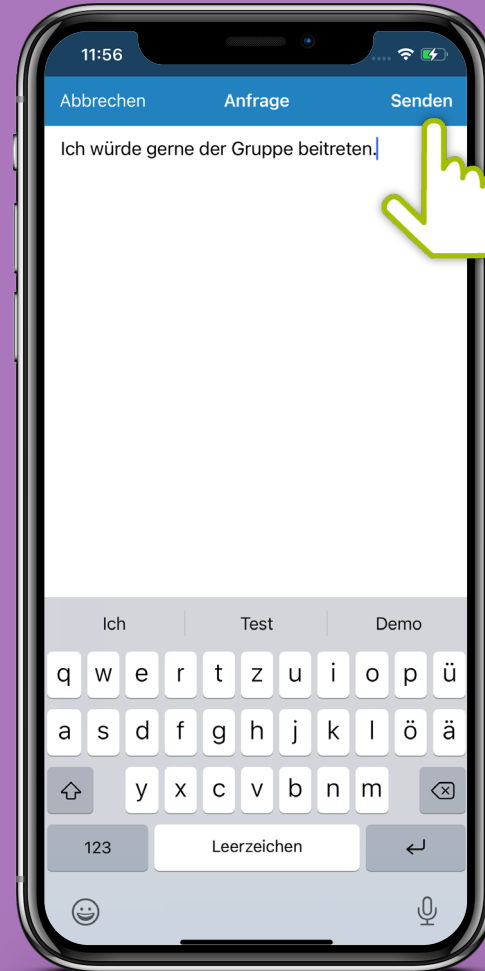 11:56
Abbrechen Anfrage Senden
Ich würde gerne der Gruppe beitreten.
Ich Test Demo
q w e r t z u i o p ü
a s d f g h j k l ö ä
y x c v b n m
123 Leerzeichen